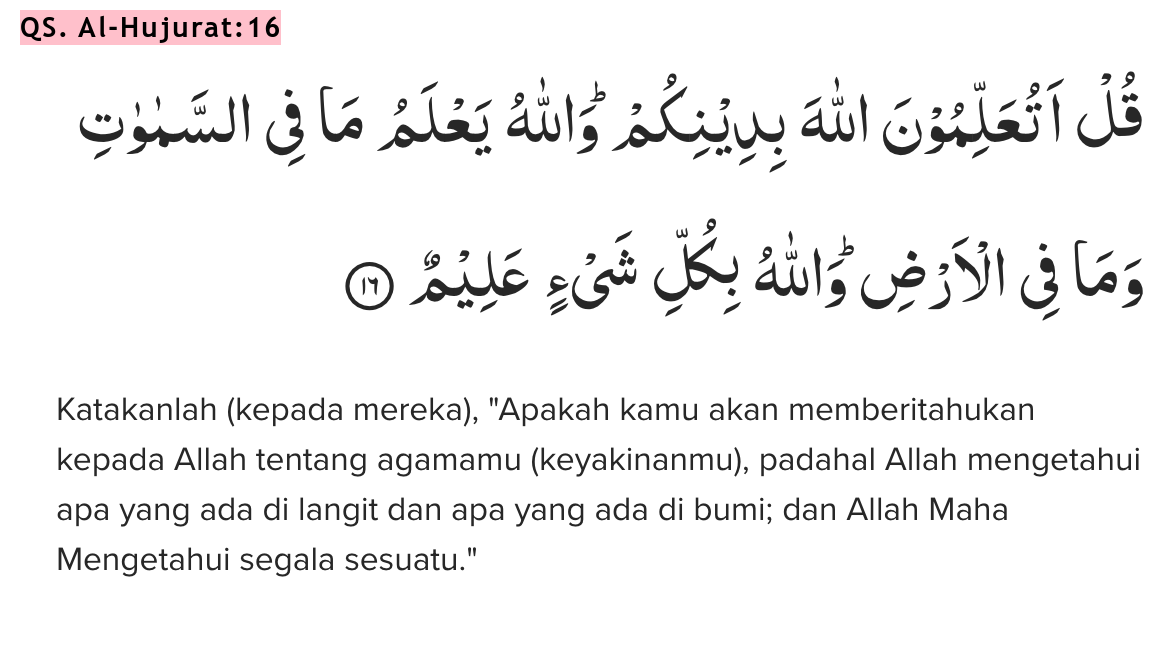 QS. Al-Hujurat:16
قُلْ اَتُعَلِّمُوْنَ اللّٰهَ بِدِيْنِكُمْۗ وَاللّٰهُ يَعْلَمُ مَا فِى السَّمٰوٰتِ
وَمَا فِى الْاَرْضِۗ وَاللّٰهُ بِكُلِّ شَيْءٍ عَلِيْمٌ ١٦
Katakanlah (kepada mereka), "Apakah kamu akan memberitahukan
kepada Allah tentang agamamu (keyakinanmu), padahal Allah mengetahui
apa yang ada di langit dan apa yang ada di bumi; dan Allah Maha
Mengetahui segala sesuatu."